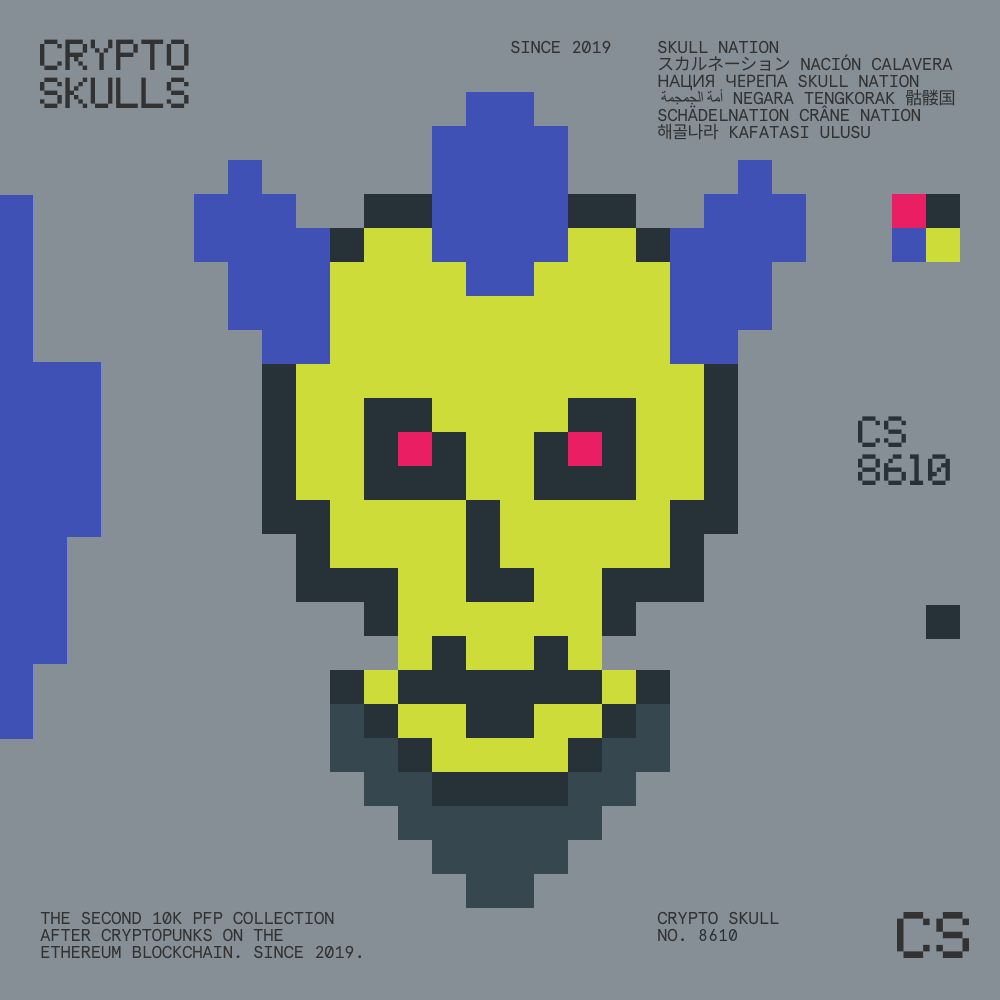 CRYPTO
SKULLS
SINCE 2019
SKULL NATION
スカルネーション NACIÓN CALAVERA
НАЦИЯ ЧЕРЕПА SKULL NATION
أمة الجمجمة NEGARA TENGKORAK 骷髅国
SCHÄDELNATION CRÂNE NATION
해골나라 KAFATASI ULUSU
CS
8610
THE SECOND 10K PFP COLLECTION
AFTER CRYPTOPUNKS ON THE
ETHEREUM BLOCKCHAIN. SINCE 2019.
CRYPTO SKULL
NO. 8610
CS